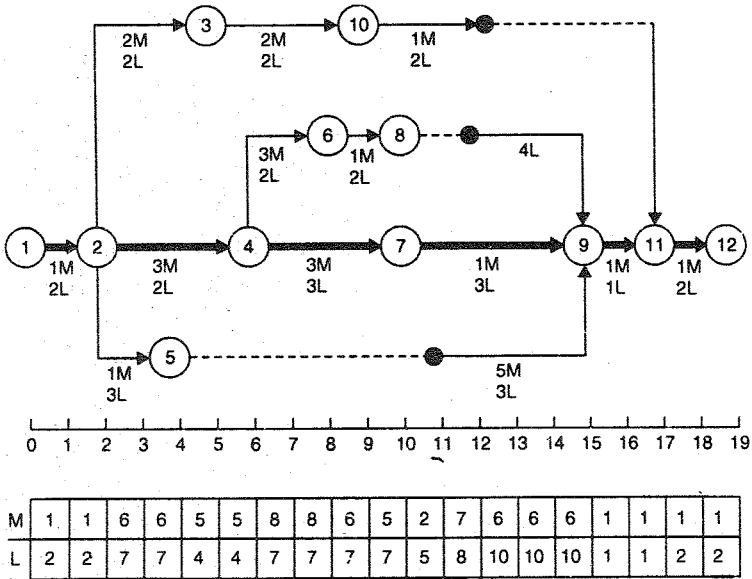 3 10
2M 2M 1M
2L 2L 2L
6 8
3M 1M 4L
2L 2L
1 2 4 7 9 11 12
1M 3M 3M 1M 1M 1M
2L 2L 3L 3L 1L 2L
5
1M 5M
3L 3L
0 1 2 3 4 5 6 7 8 9 10 11 12 13 14 15 16 17 18 19
M 1 1 6 6 5 5 8 8 6 5 2 7 6 6 6 1 1 1 1
L 2 2 7 7 4 4 7 7 7 7 5 8 10 10 10 1 1 2 2